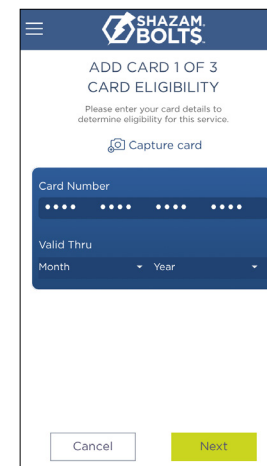 SHAZAM.
BOLT$.
ADD CARD 1 OF 3
CARD ELIGIBILITY
Please enter your card details to
determine eligibility for this service.
Capture card
Card Number
•••• •••• •••• ••••
Valid Thru
Month Year
Cancel Next